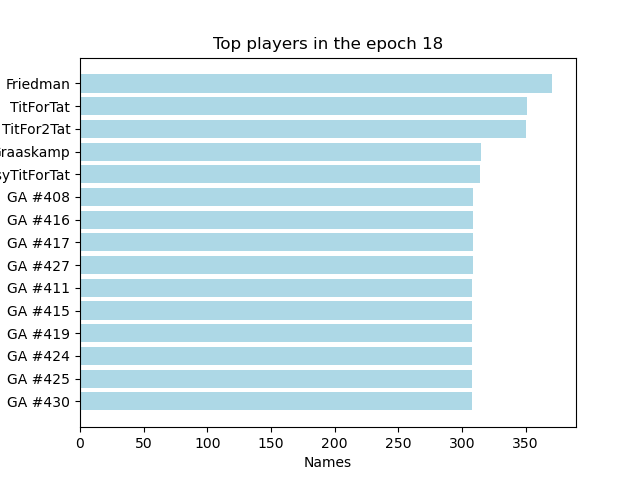 Top players in the epoch 18
Friedman
TitForTat
TitFor2Tat
raaskamp
syTitForTat
GA #408
GA #416
GA #417
GA #427
GA #411
GA #415
GA #419
GA #424
GA #425
GA #430
0 50 100 150 200 250 300 350
Names